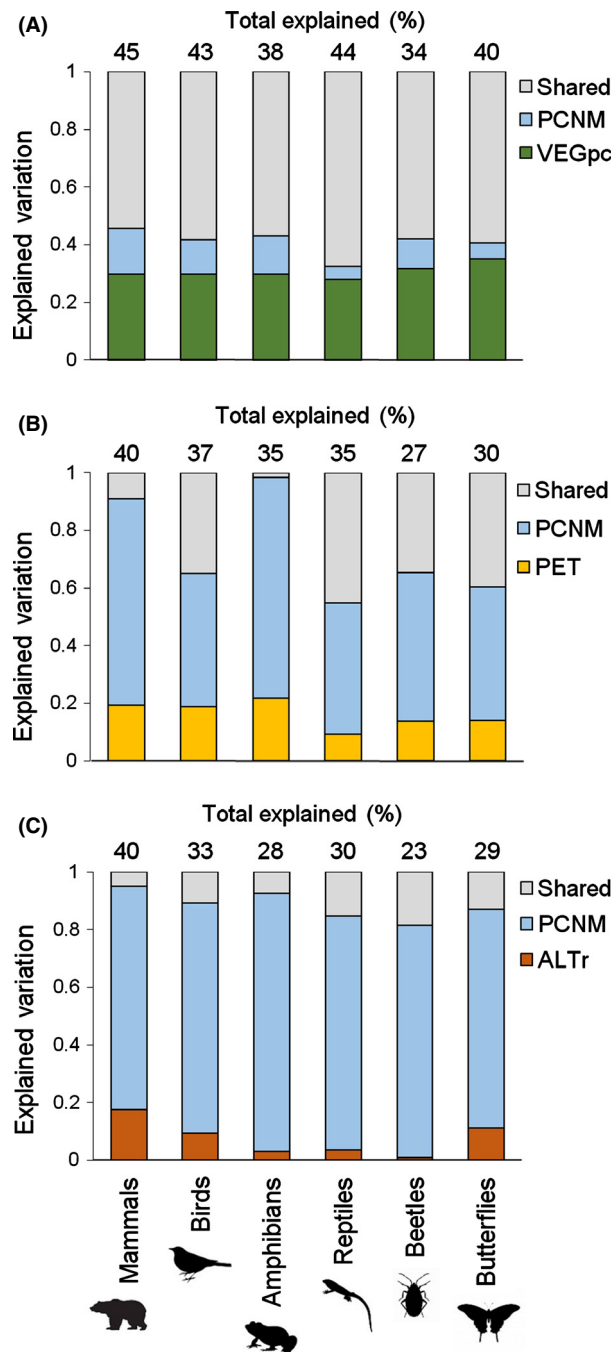 (A)
Total explained (%)
45 43 38 44 34 40
Explained variation
1
0.8
0.6
0.4
0.2
0
Shared
PCNM
VEGpc
(B)
Total explained (%)
40 37 35 35 27 30
Explained variation
1
0.8
0.6
0.4
0.2
0
Shared
PCNM
PET
(C)
Total explained (%)
40 33 28 30 23 29
Explained variation
1
0.8
0.6
0.4
0.2
0
Shared
PCNM
ALTr
Mammals
Birds
Amphibians
Reptiles
Beetles
Butterflies